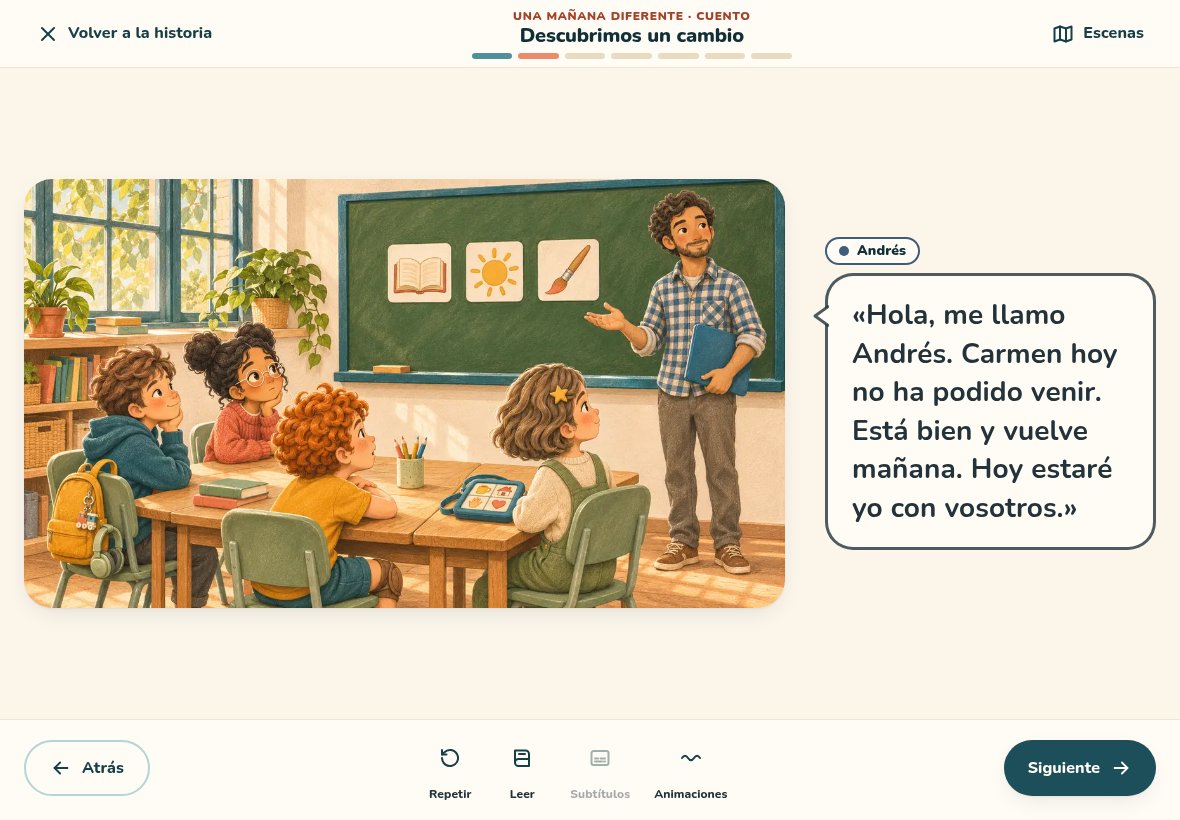 Volver a la historia
UNA MAÑANA DIFERENTE · CUENTO
Descubrimos un cambio
Escenas
Andrés
«Hola, me llamo
Andrés. Carmen hoy
no ha podido venir.
Está bien y vuelve
mañana. Hoy estaré
yo con vosotros.»
Atrás
Repetir
Leer
Subtítulos
Animaciones
Siguiente